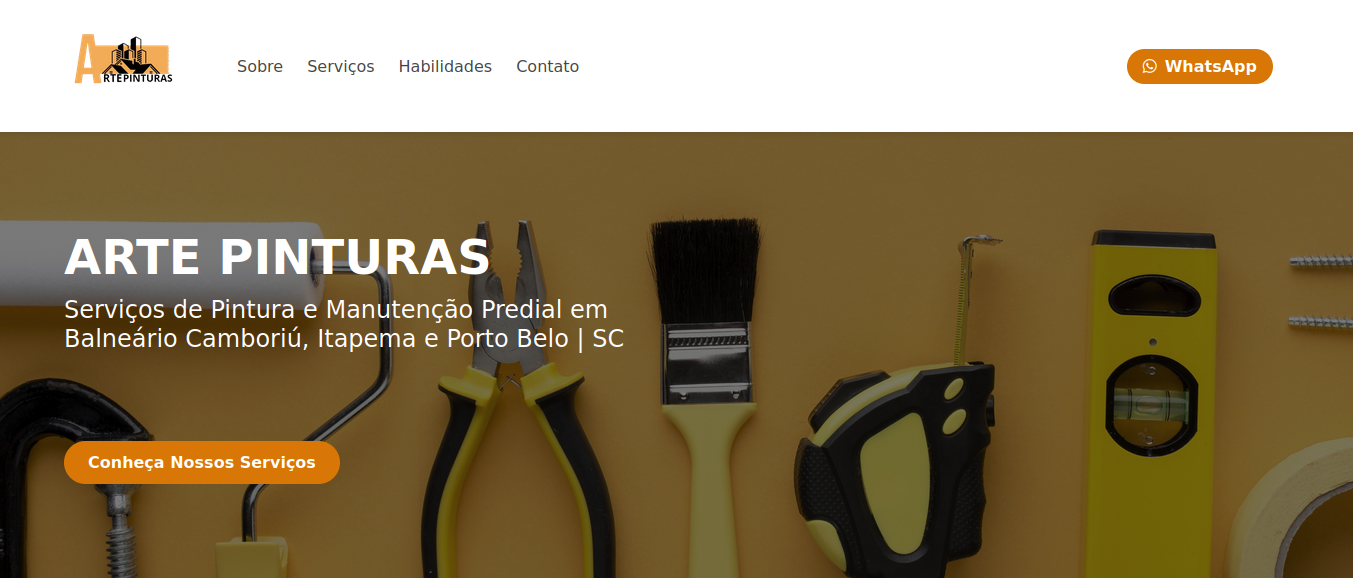 ARTEPINTURAS
Sobre Serviços Habilidades Contato
WhatsApp
ARTE PINTURAS
Serviços de Pintura e Manutenção Predial em
Balneário Camboriú, Itapema e Porto Belo | SC
Conheça Nossos Serviços